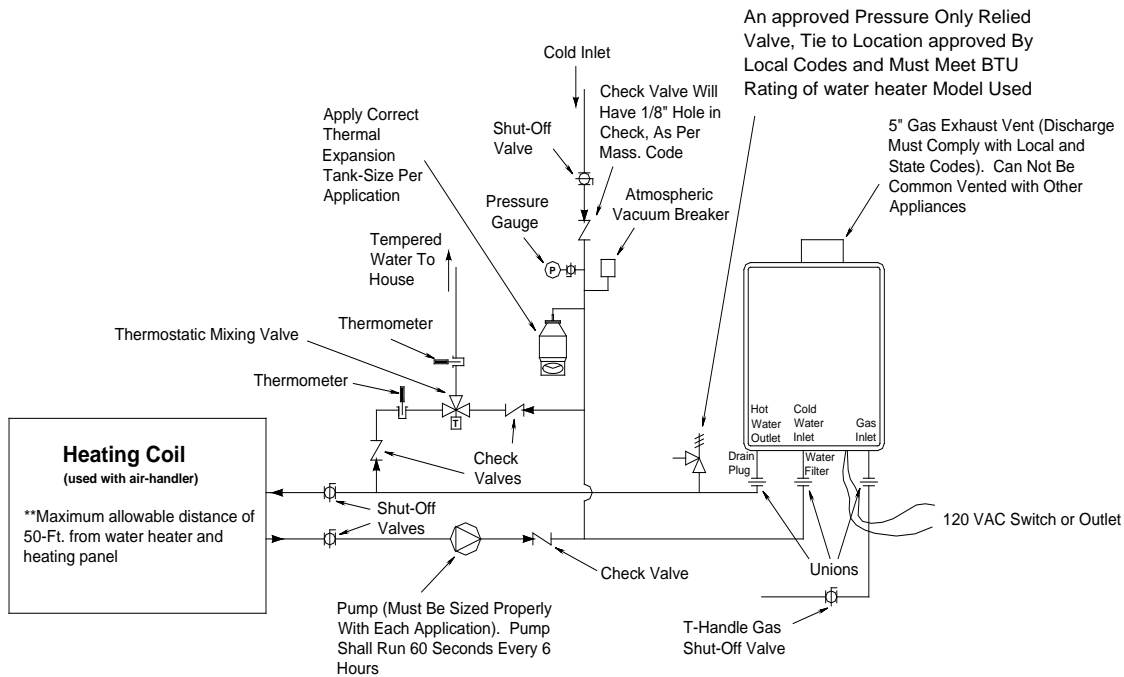 An approved Pressure Only Relied
Valve, Tie to Location approved By
Local Codes and Must Meet BTU
Rating of water heater Model Used
Cold Inlet
Check Valve Will
Have 1/8" Hole in
Check, As Per
Mass. Code
Apply Correct
Thermal
Expansion
Tank-Size Per
Application
Shut-Off
Valve
5" Gas Exhaust Vent (Discharge
Must Comply with Local and
State Codes).  Can Not Be
Common Vented with Other
Appliances
Pressure
Gauge
Atmospheric
Vacuum Breaker
Tempered
Water To
House
P
Thermometer
Thermostatic Mixing Valve
Thermometer
T
Hot
Water
Outlet
Cold
Water
Inlet
Gas
Inlet
Heating Coil
(used with air-handler)
**Maximum allowable distance of
50-Ft. from water heater and
heating panel
Check
Valves
Drain
Plug
Water
Filter
Shut-Off
Valves
120 VAC Switch or Outlet
Check Valve
Unions
Pump (Must Be Sized Properly
With Each Application).  Pump
Shall Run 60 Seconds Every 6
Hours
T-Handle Gas
Shut-Off Valve